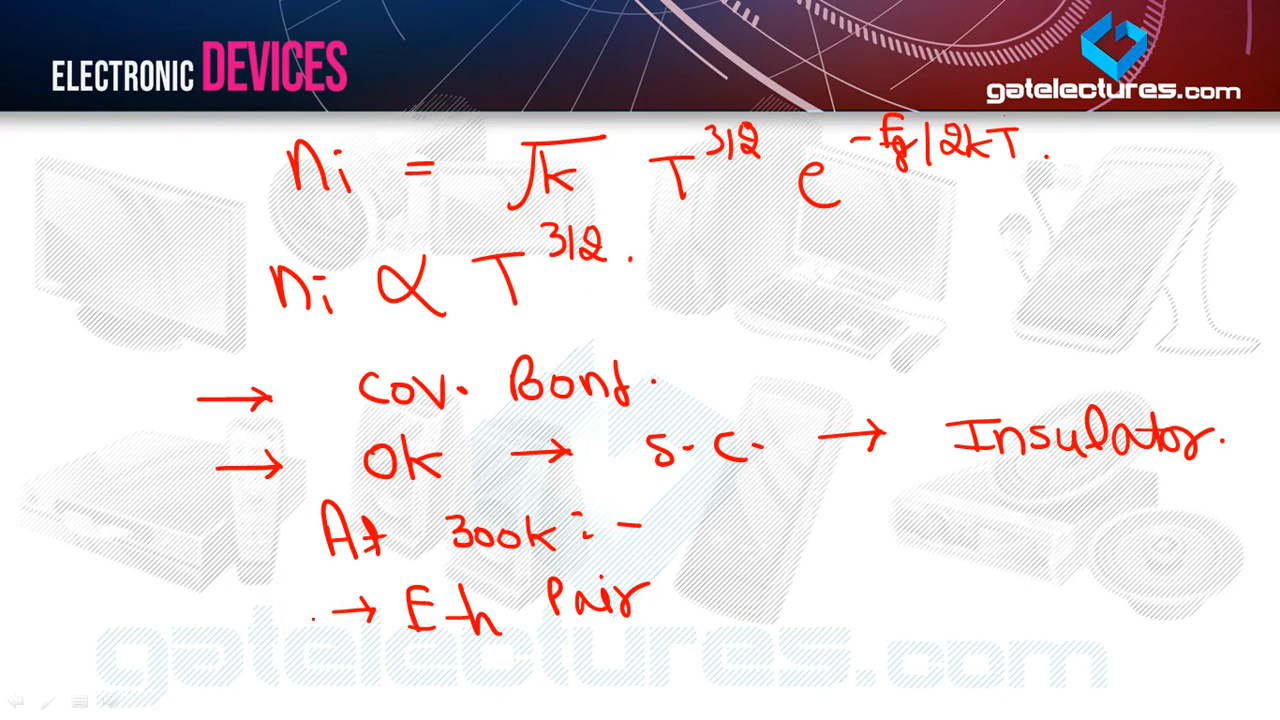 ELECTRONIC DEVICES
gatelectures.com
ni = √k T^3/2 e^-Eg/2kT.
ni ∝ T^3/2.
→ Cov. Bond.
→ 0k → S.C. → Insulator.
At 300k :-
→ E-h Pair
gatelectures.com